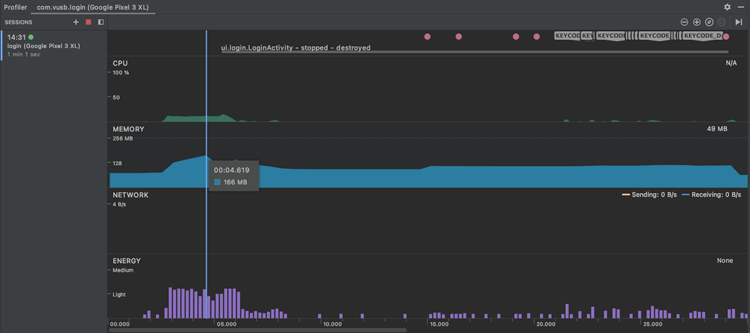 Profiler com.vusb.login (Google Pixel 3 XL)
SESSIONS
14:31
login (Google Pixel 3 XL)
1 min 1 sec
KEYCOD KEY KEYCOD KEYCODE KEYCODE_D
ui.login.LoginActivity - stopped - destroyed
CPU N/A
100 %
50
MEMORY 49 MB
256 MB
128
00:04.619
166 MB
NETWORK Sending: 0 B/s Receiving: 0 B/s
4 B/s
ENERGY None
Medium
Light
00.000 05.000 10.000 15.000 20.000 25.000